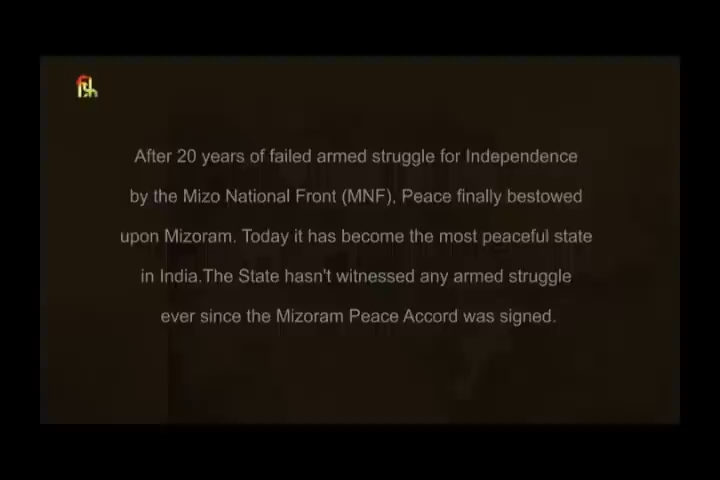 After 20 years of failed armed struggle for Independence
by the Mizo National Front (MNF), Peace finally bestowed
upon Mizoram. Today it has become the most peaceful state
in India.The State hasn't witnessed any armed struggle
ever since the Mizoram Peace Accord was signed.